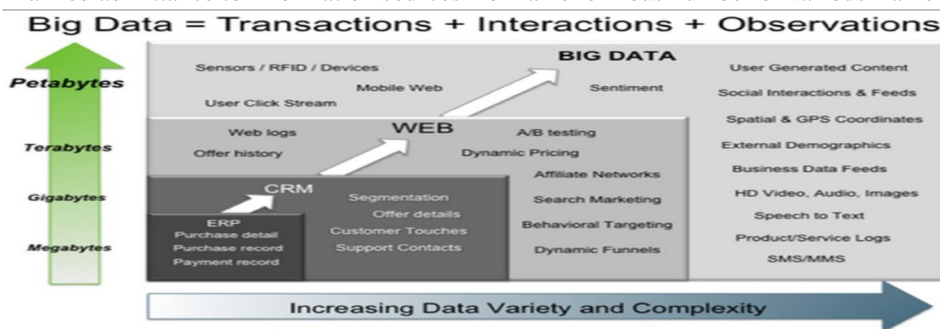 Big Data = Transactions + Interactions + Observations
Petabytes
Terabytes
Gigabytes
Megabytes
BIG DATA
Sensors / RFID / Devices
Mobile Web
User Click Stream
Sentiment
User Generated Content
Social Interactions & Feeds
Spatial & GPS Coordinates
External Demographics
Business Data Feeds
HD Video, Audio, Images
Speech to Text
Product/Service Logs
SMS/MMS
WEB
Web logs
Offer history
A/B testing
Dynamic Pricing
Affiliate Networks
Search Marketing
Behavioral Targeting
Dynamic Funnels
CRM
Segmentation
Offer details
Customer Touches
Support Contacts
ERP
Purchase detail
Purchase record
Payment record
Increasing Data Variety and Complexity